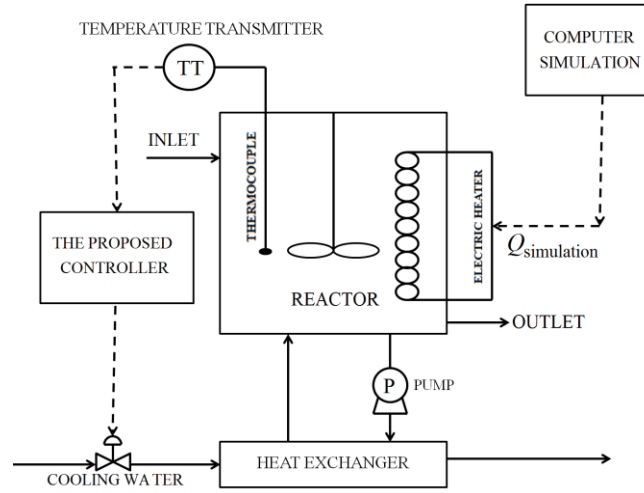 TEMPERATURE TRANSMITTER
TT
COMPUTER
SIMULATION
INLET
THERMOCOUPLE
ELECTRIC HEATER
Qsimulation
THE PROPOSED
CONTROLLER
REACTOR
OUTLET
P
PUMP
COOLING WATER
HEAT EXCHANGER